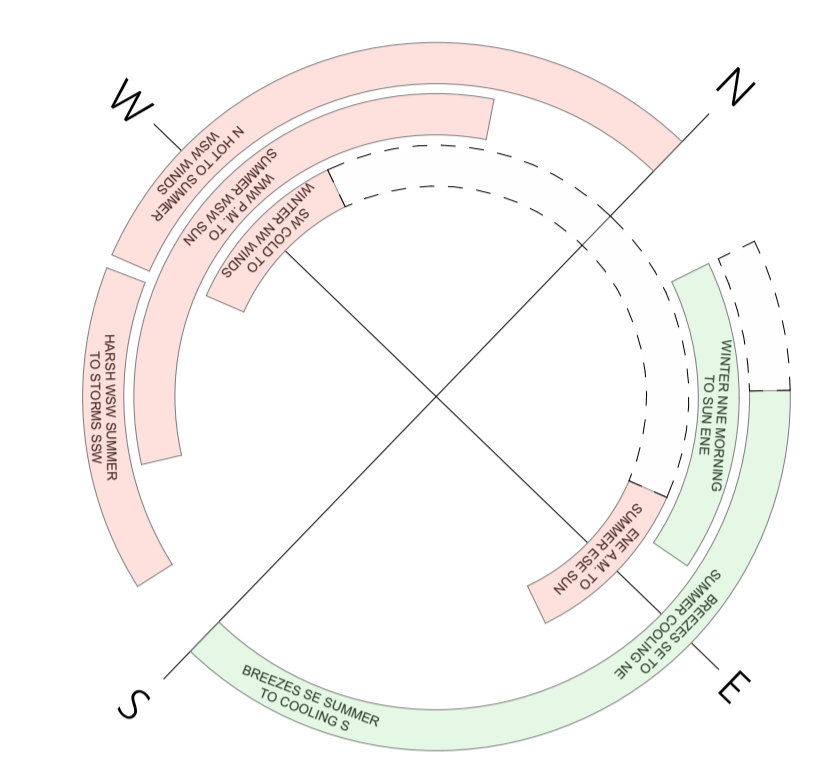 N
W
N HOT TO SUMMER
WSW WINDS
WNW P.M. TO
SUMMER WSW SUN
SW COLD TO
WINTER NW WINDS
HARSH WSW SUMMER
TO STORMS SSW
WINTER NNE MORNING
TO SUN ENE
ENE A.M. TO
SUMMER ESE SUN
BREEZES SE TO
SUMMER COOLING NE
BREEZES SE SUMMER
TO COOLING S
E
S